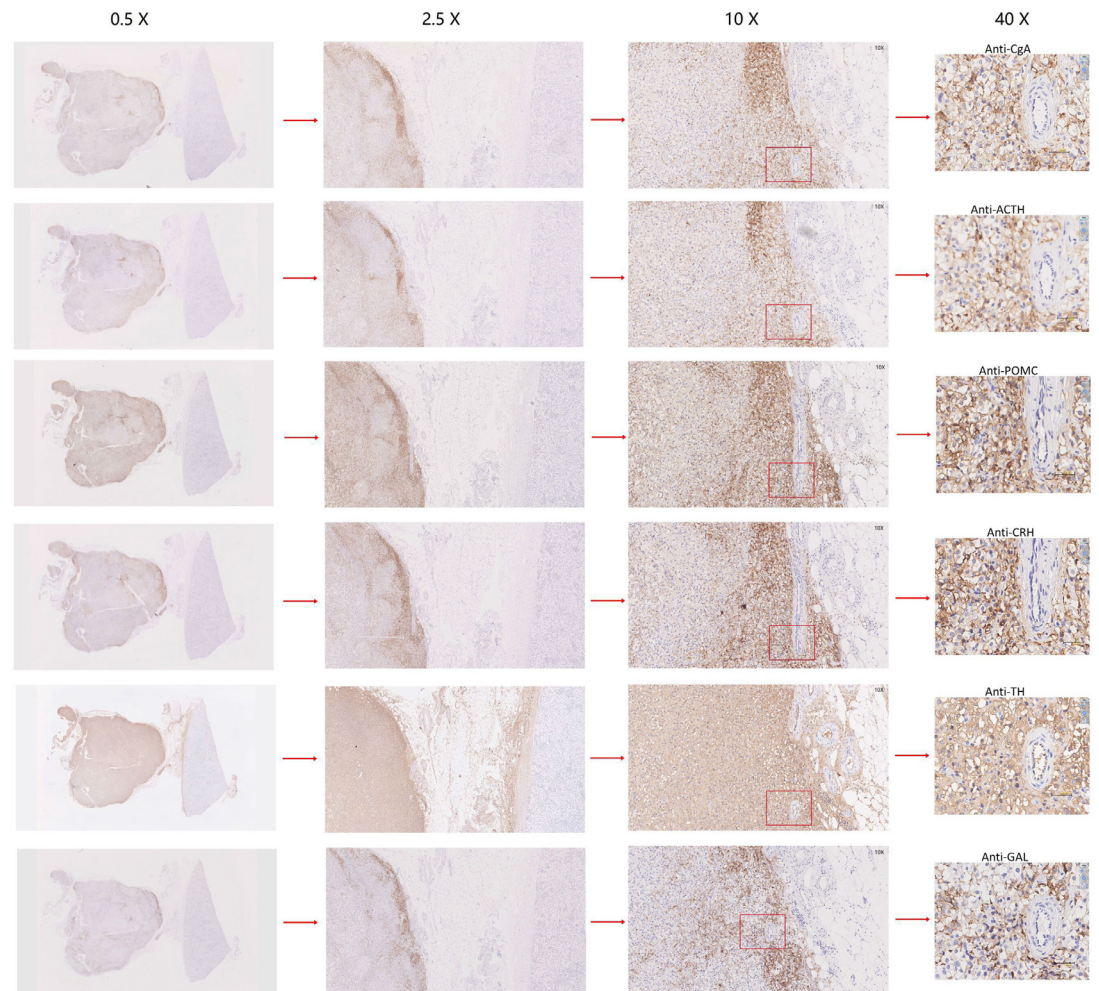 0.5 X 2.5 X 10 X 40 X
Anti-CgA
10X
Anti-ACTH
10X
Anti-POMC
10X
Anti-CRH
10X
Anti-TH
10X
Anti-GAL
10X